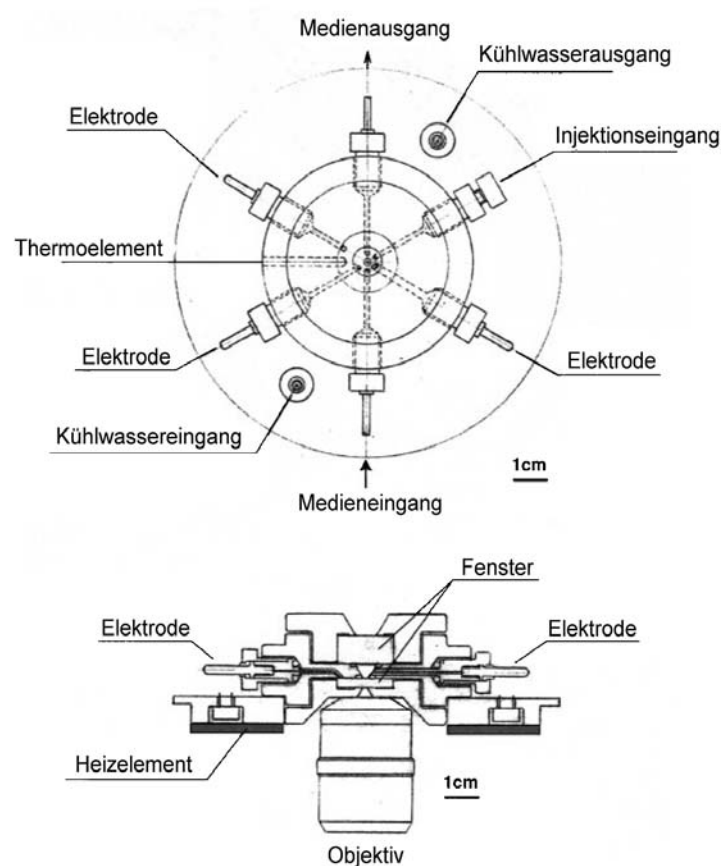 Medienausgang
Kühlwasserausgang
Elektrode
Injektionseingang
Thermoelement
Elektrode
Elektrode
Kühlwassereingang
1cm
Medieneingang
Fenster
Elektrode
Elektrode
Heizelement
1cm
Objektiv